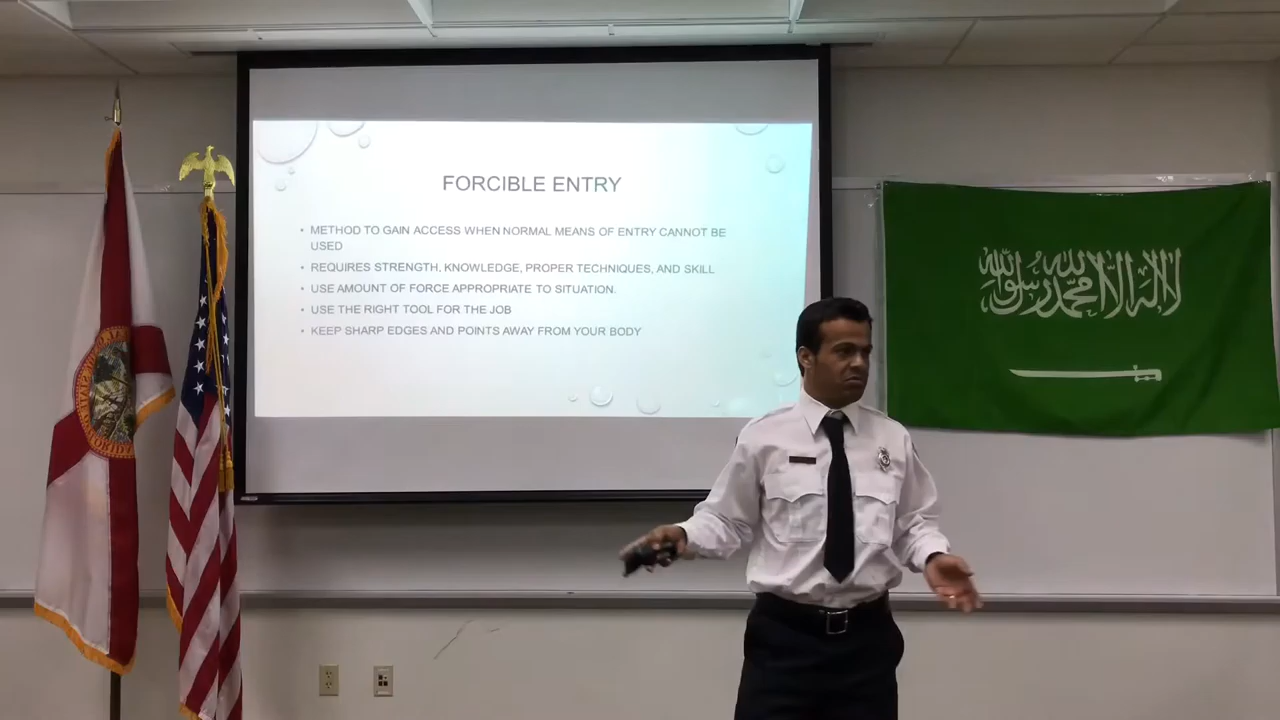 FORCIBLE ENTRY
• METHOD TO GAIN ACCESS WHEN NORMAL MEANS OF ENTRY CANNOT BE
USED
• REQUIRES STRENGTH, KNOWLEDGE, PROPER TECHNIQUES, AND SKILL
• USE AMOUNT OF FORCE APPROPRIATE TO SITUATION.
• USE THE RIGHT TOOL FOR THE JOB
• KEEP SHARP EDGES AND POINTS AWAY FROM YOUR BODY
لا إله إلا الله محمد رسول الله